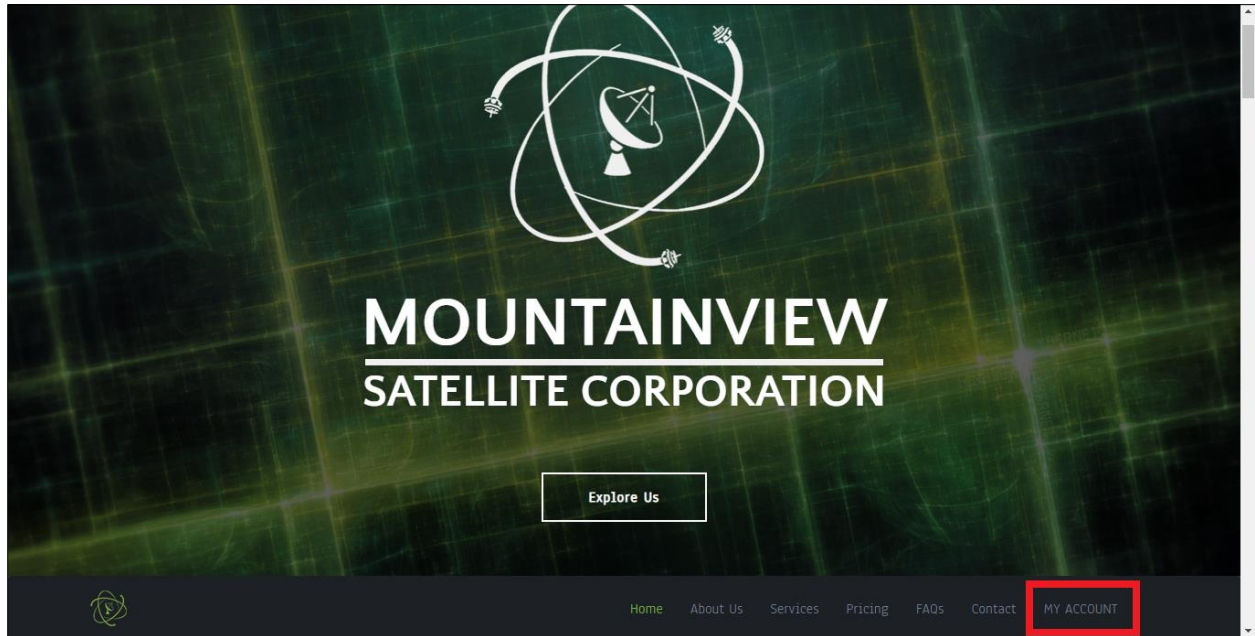 MOUNTAINVIEW
SATELLITE CORPORATION
Explore Us
Home About Us Services Pricing FAQs Contact MY ACCOUNT